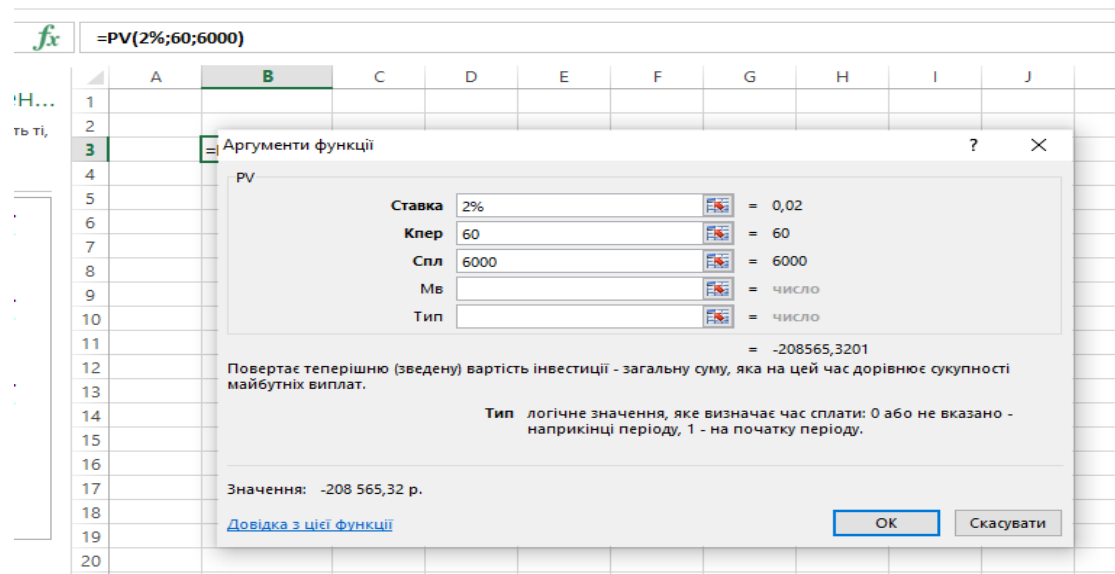 fx =PV(2%;60;6000)
A B C D E F G H I J
'Н...
ть ті,
1
2
3 =
Аргументи функції ? ×
4
PV
5
Ставка 2% = 0,02
6
Кпер 60 = 60
7
Спл 6000 = 6000
8
Мв = число
9
Тип = число
10
11
= -208565,3201
12
Повертає теперішню (зведену) вартість інвестиції - загальну суму, яка на цей час дорівнює сукупності
13
майбутніх виплат.
14
Тип логічне значення, яке визначає час сплати: 0 або не вказано -
наприкінці періоду, 1 - на початку періоду.
15
16
17
Значення: -208 565,32 р.
18
Довідка з цієї функції OK Скасувати
19
20